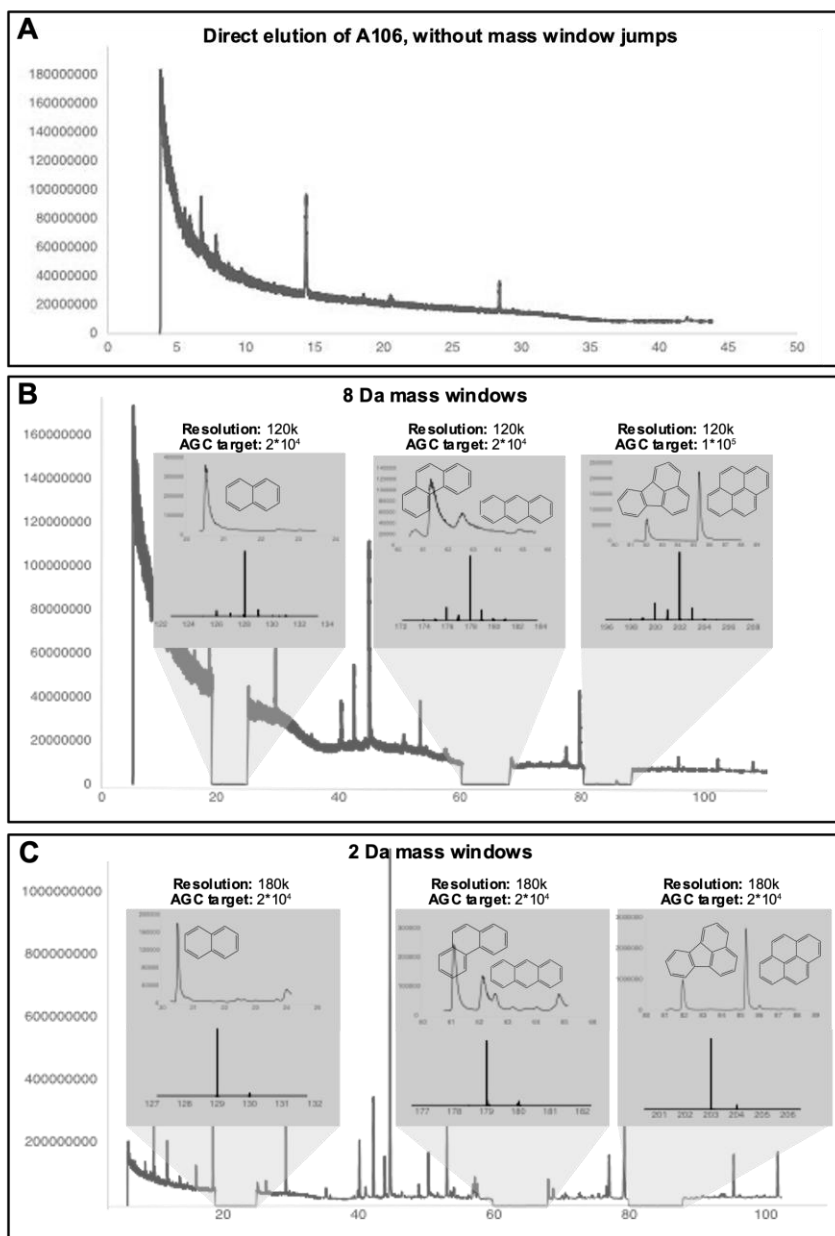 A
Direct elution of A106, without mass window jumps
180000000
160000000
140000000
120000000
100000000
80000000
60000000
40000000
20000000
0
0 5 10 15 20 25 30 35 40 45 50
B
8 Da mass windows
160000000
140000000
120000000
100000000
80000000
60000000
40000000
20000000
0
0 20 40 60 80 100
Resolution: 120k
AGC target: 2*10⁴
122 124 126 128 130 132 134
Resolution: 120k
AGC target: 2*10⁴
172 174 176 178 180 182 184
Resolution: 120k
AGC target: 1*10⁵
196 198 200 202 204 206 208
C
2 Da mass windows
1000000000
800000000
600000000
400000000
200000000
20 40 60 80 100
Resolution: 180k
AGC target: 2*10⁴
127 128 129 130 131 132
Resolution: 180k
AGC target: 2*10⁴
177 178 179 180 181 182
Resolution: 180k
AGC target: 2*10⁴
201 202 203 204 205 206